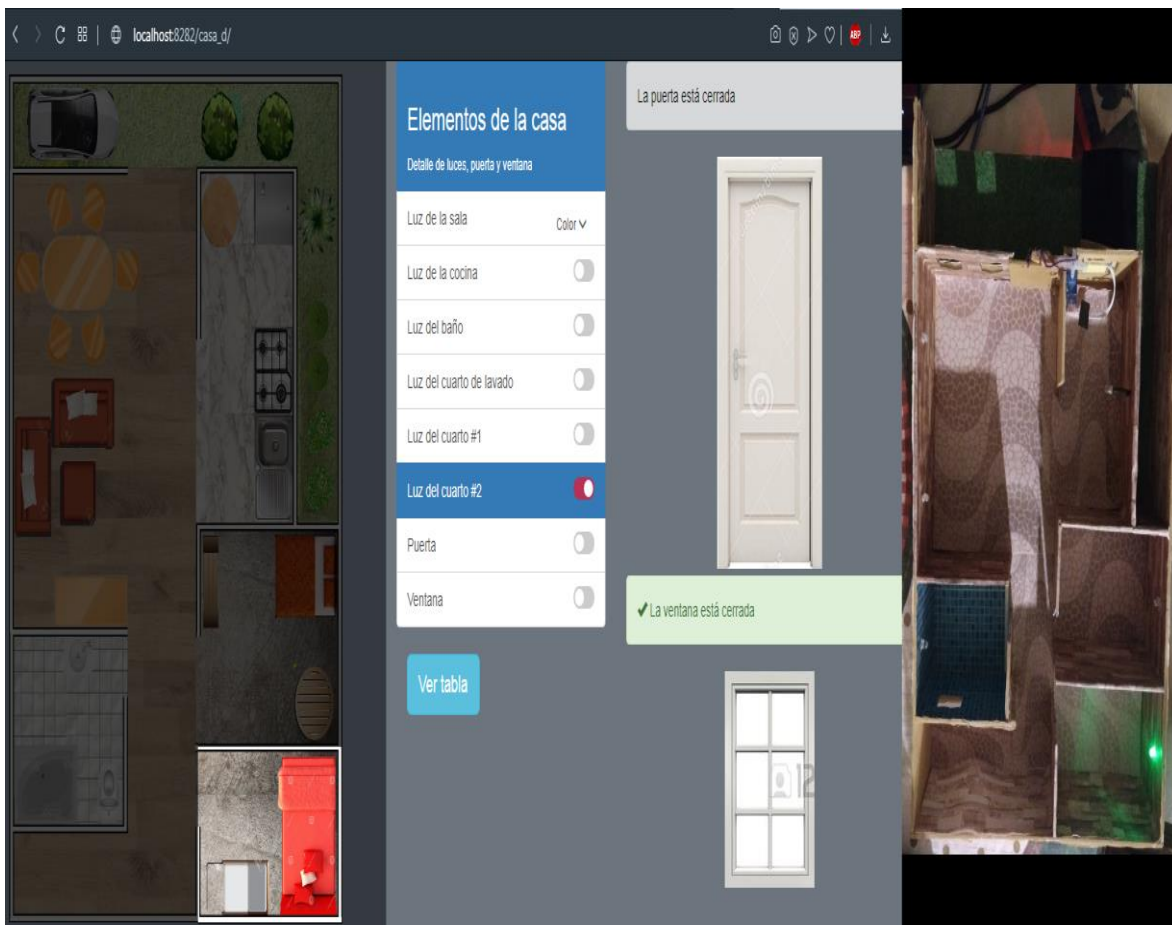 localhost:8282/casa_d/
ABP
Elementos de la casa
Detalle de luces, puerta y ventana
Luz de la sala
Color
Luz de la cocina
Luz del baño
Luz del cuarto de lavado
Luz del cuarto #1
Luz del cuarto #2
Puerta
Ventana
Ver tabla
La puerta está cerrada
La ventana está cerrada